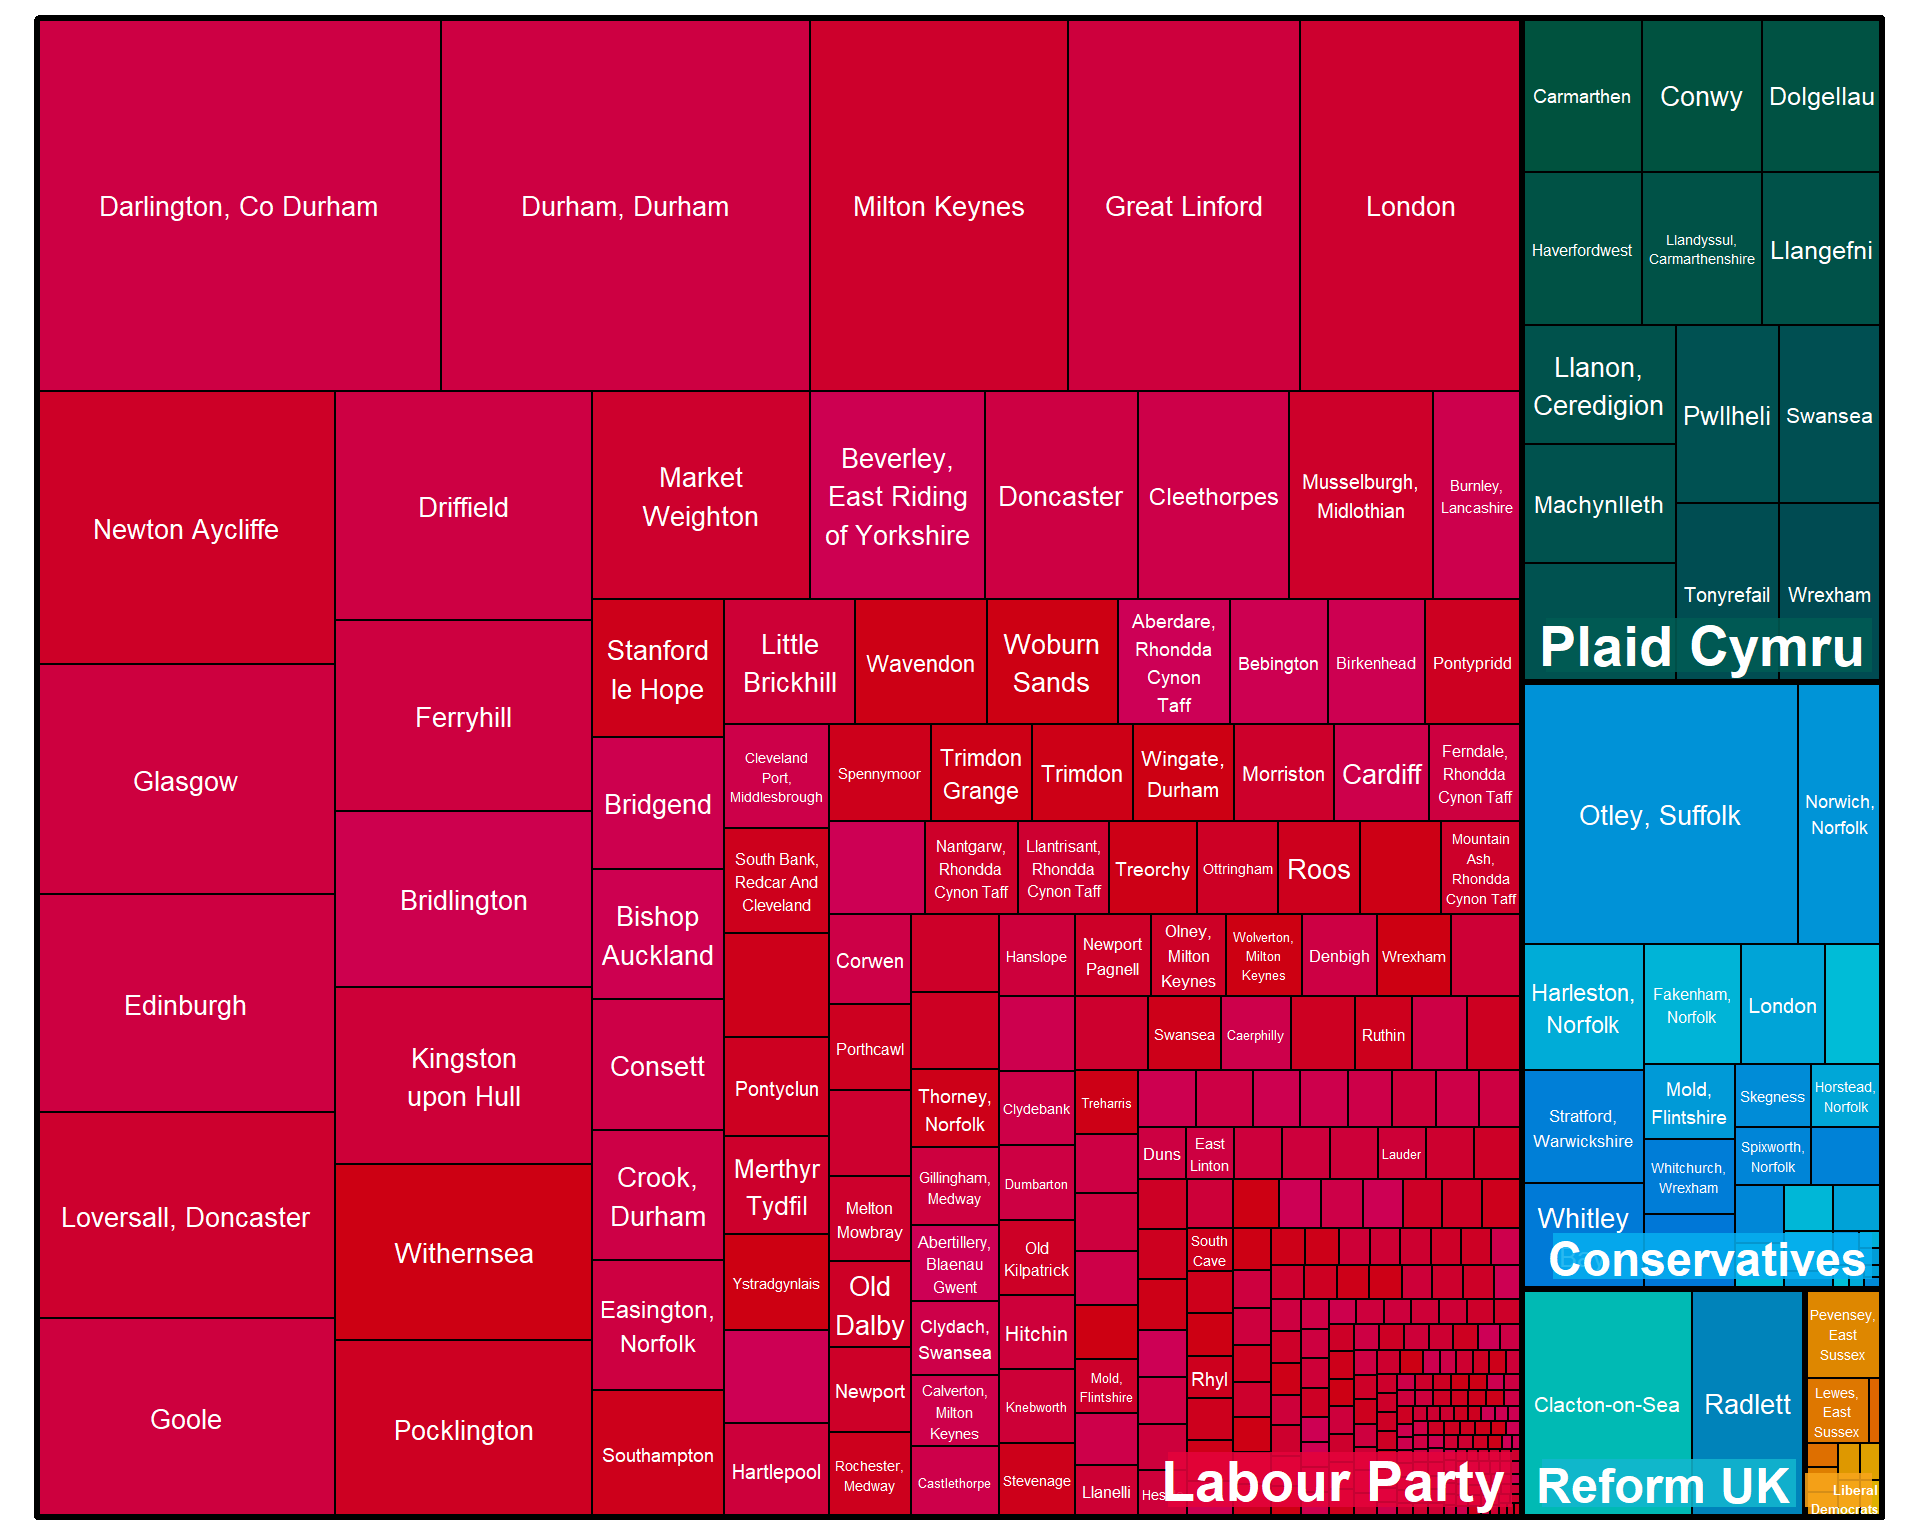 Darlington, Co Durham
Durham, Durham
Milton Keynes
Great Linford
London
Newton Aycliffe
Glasgow
Edinburgh
Loversall, Doncaster
Goole
Driffield
Ferryhill
Bridlington
Kingston
upon Hull
Withernsea
Pocklington
Market
Weighton
Beverley,
East Riding
of Yorkshire
Doncaster
Cleethorpes
Musselburgh,
Midlothian
Burnley,
Lancashire
Stanford
le Hope
Bridgend
Bishop
Auckland
Consett
Crook,
Durham
Easington,
Norfolk
Southampton
Little
Brickhill
Wavendon
Woburn
Sands
Aberdare,
Rhondda
Cynon
Taff
Bebington
Birkenhead
Pontypridd
Cleveland
Port,
Middlesbrough
South Bank,
Redcar And
Cleveland
Pontyclun
Merthyr
Tydfil
Ystradgynlais
Hartlepool
Spennymoor
Trimdon
Grange
Trimdon
Wingate,
Durham
Morriston
Cardiff
Ferndale,
Rhondda
Cynon Taff
Nantgarw,
Rhondda
Cynon Taff
Llantrisant,
Rhondda
Cynon Taff
Treorchy
Ottringham
Roos
Mountain
Ash,
Rhondda
Cynon Taff
Corwen
Porthcawl
Melton
Mowbray
Old
Dalby
Newport
Rochester,
Medway
Thorney,
Norfolk
Gillingham,
Medway
Abertillery,
Blaenau
Gwent
Clydach,
Swansea
Calverton,
Milton
Keynes
Castlethorpe
Hanslope
Clydebank
Dumbarton
Old
Kilpatrick
Hitchin
Knebworth
Stevenage
Newport
Pagnell
Olney,
Milton
Keynes
Wolverton,
Milton
Keynes
Denbigh
Wrexham
Swansea
Caerphilly
Ruthin
Treharris
Mold,
Flintshire
Llanelli
Duns
East
Linton
Lauder
South
Cave
Rhyl
Labour Party
Carmarthen
Conwy
Dolgellau
Haverfordwest
Llandyssul,
Carmarthenshire
Llangefni
Llanon,
Ceredigion
Pwllheli
Swansea
Machynlleth
Tonyrefail
Wrexham
Plaid Cymru
Otley, Suffolk
Norwich,
Norfolk
Harleston,
Norfolk
Fakenham,
Norfolk
London
Stratford,
Warwickshire
Mold,
Flintshire
Skegness
Horstead,
Norfolk
Whitchurch,
Wrexham
Spixworth,
Norfolk
Whitley
Conservatives
Clacton-on-Sea
Radlett
Reform UK
Pevensey,
East
Sussex
Lewes,
East
Sussex
Liberal
Democrats